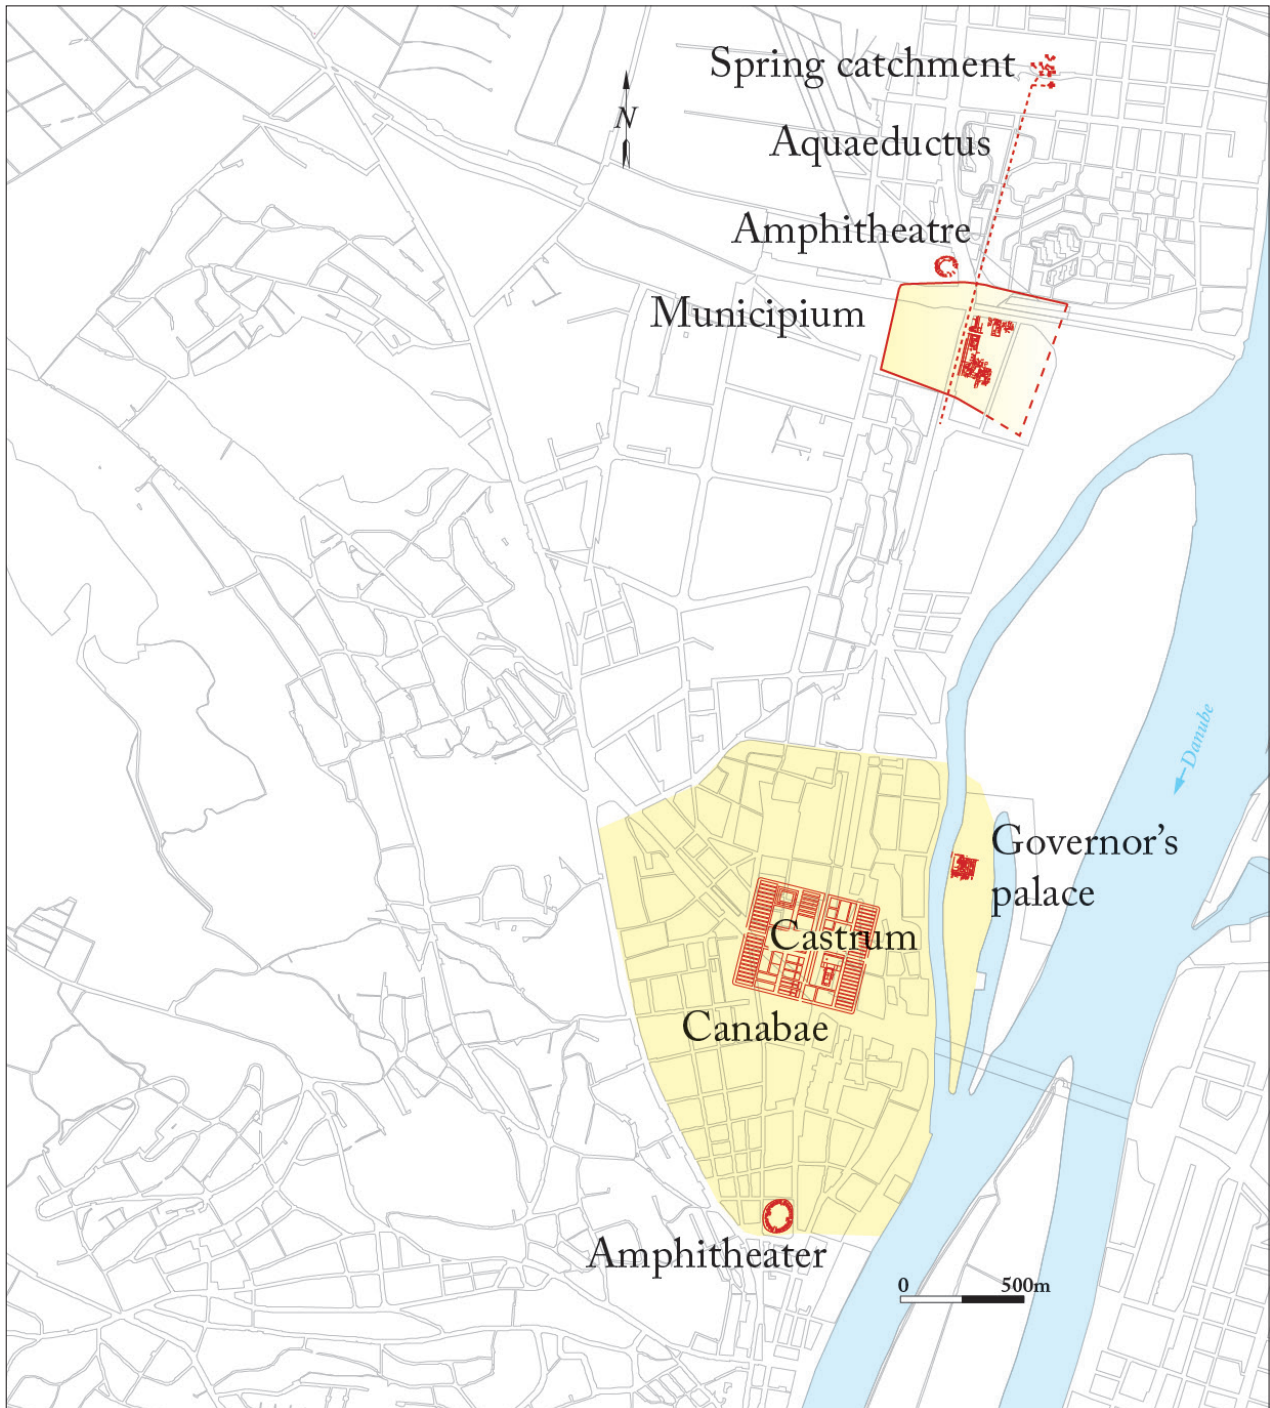 Spring catchment
N
Aquaeductus
Amphitheatre
Municipium
Danube
Governor's
palace
Castrum
Canabae
Amphitheater
0 500m